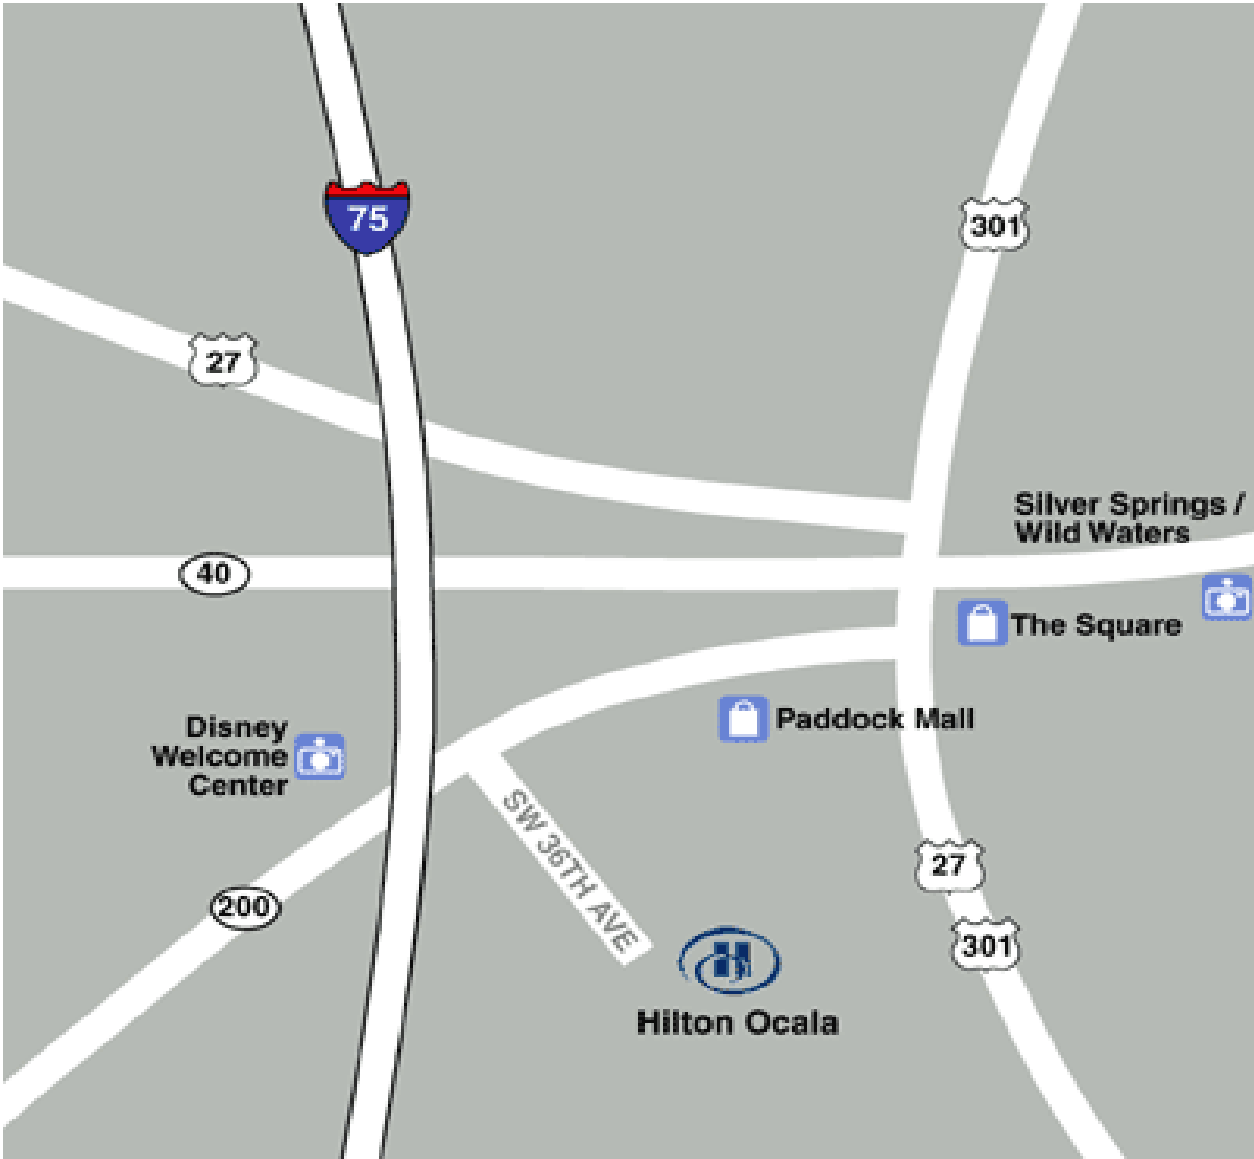 75
301
27
Silver Springs /
Wild Waters
40
The Square
Paddock Mall
Disney
Welcome
Center
SW 36TH AVE
27
200
301
Hilton Ocala